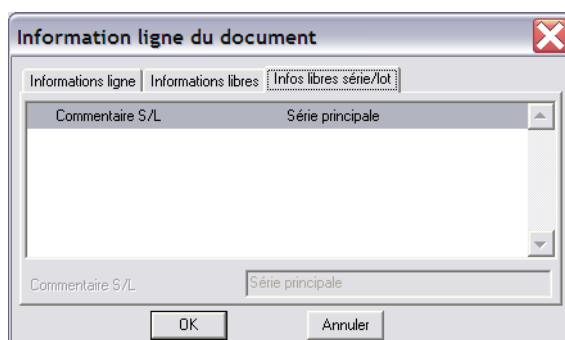 Information ligne du document
Informations ligne Informations libres Infos libres série/lot
Commentaire S/L Série principale
Commentaire S/L Série principale
OK Annuler